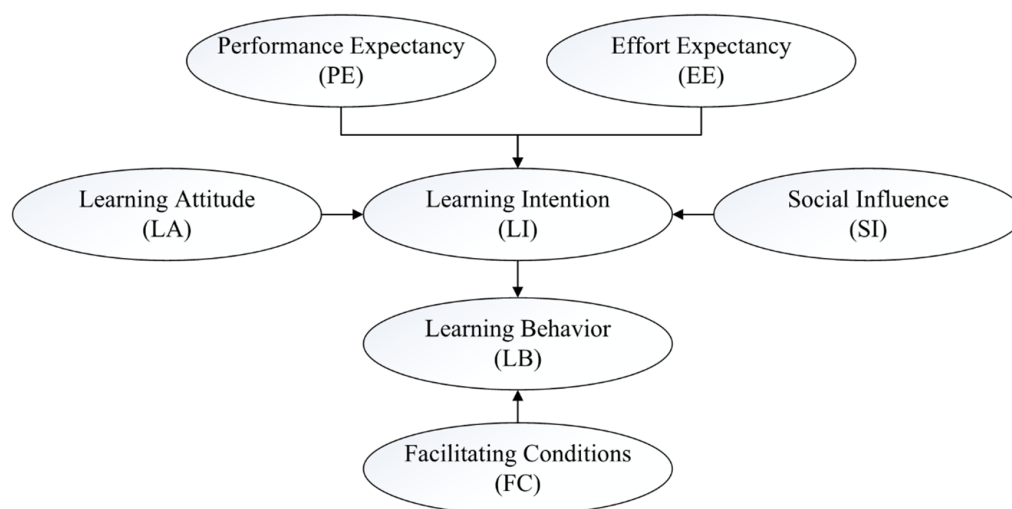 Performance Expectancy
(PE)
Effort Expectancy
(EE)
Learning Attitude
(LA)
Learning Intention
(LI)
Social Influence
(SI)
Learning Behavior
(LB)
Facilitating Conditions
(FC)